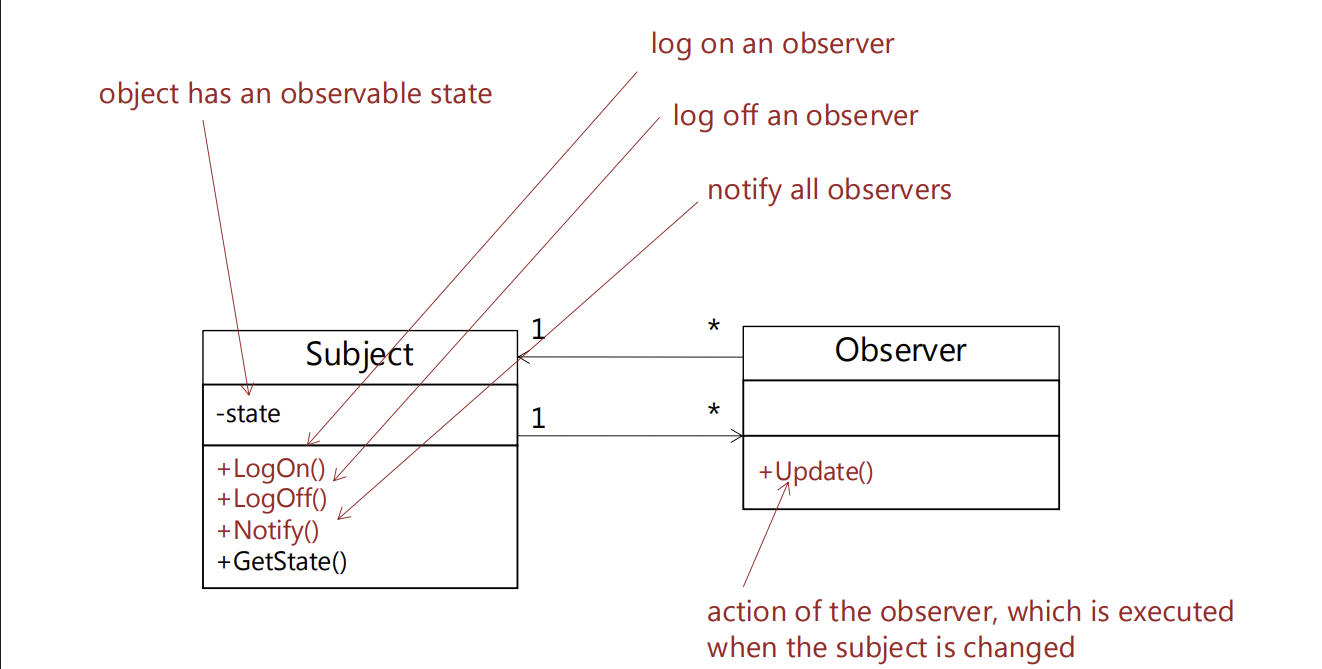 log on an observer
object has an observable state
log off an observer
notify all observers
1
*
Subject
Observer
-state
1
*
+LogOn()
+LogOff()
+Notify()
+GetState()
+Update()
action of the observer, which is executed
when the subject is changed